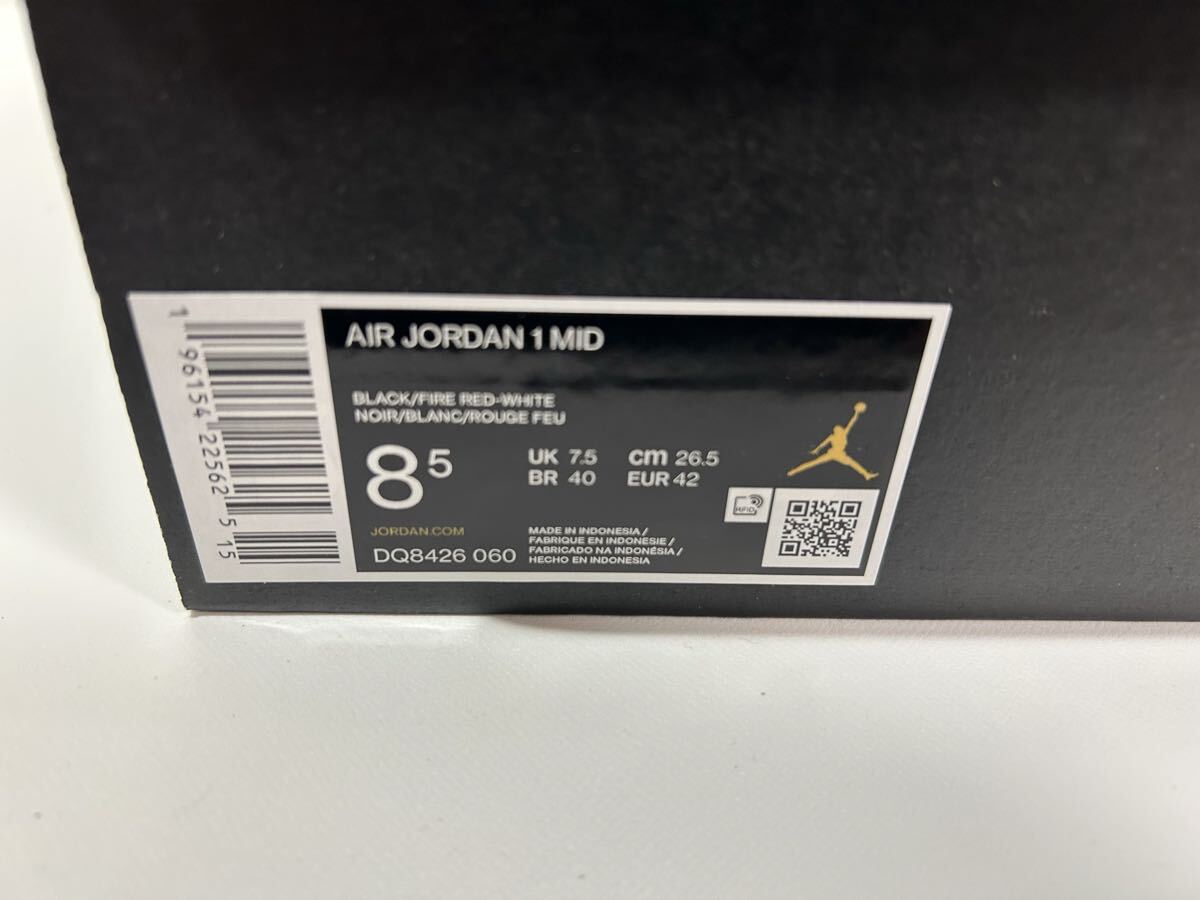 AIR JORDAN 1 MID
BLACK/FIRE RED-WHITE
NOIR/BLANC/ROUGE FEU
8 5
UK 7.5 cm 26.5
BR 40 EUR 42
JORDAN.COM
DQ8426 060
MADE IN INDONESIA /
FABRIQUE EN INDONESIE /
FABRICADO NA INDONÉSIA /
HECHO EN INDONESIA
RFID
1 96154 22562 5 15